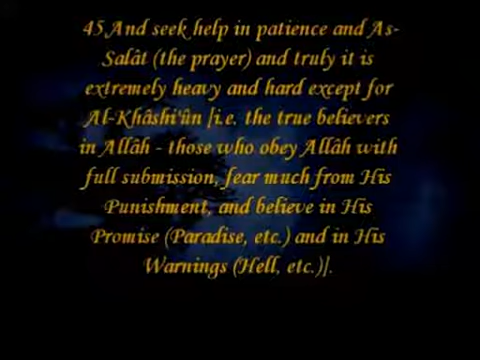 45.And seek help in patience and As-
Salât (the prayer) and truly it is
extremely heavy and hard except for
Al-Khâshi'ûn [i.e. the true believers
in Allâh - those who obey Allâh with
full submission, fear much from His
Punishment, and believe in His
Promise (Paradise, etc.) and in His
Warnings (Hell, etc.)].